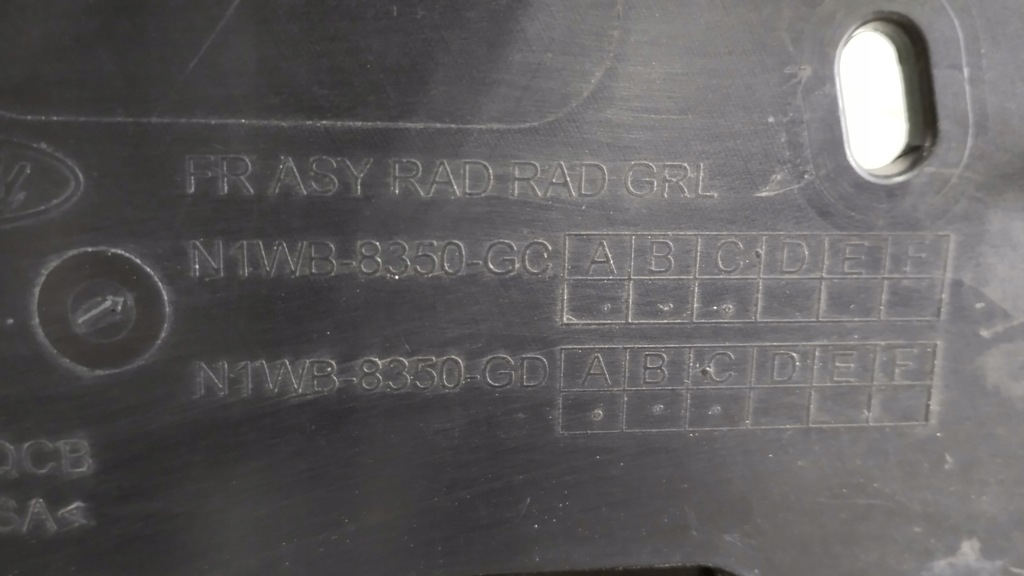 FR ASY RAD RAD GRL
N1WB-8350-GC A B C D E F
N1WB-8350-GD A B C D E F
QCB